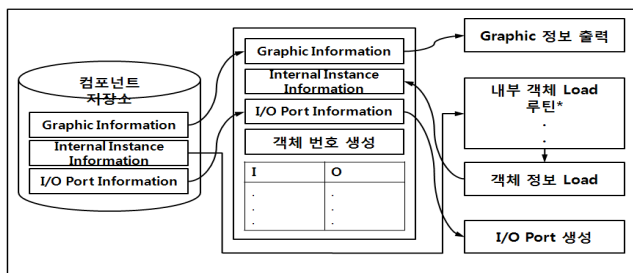 컴포넌트
저장소
Graphic Information
Internal Instance
Information
I/O Port Information
Graphic Information
Internal Instance
Information
I/O Port Information
객체 번호 생성
I O
. .
. .
. .
Graphic 정보 출력
내부 객체 Load
루틴*
.
.
객체 정보 Load
I/O Port 생성